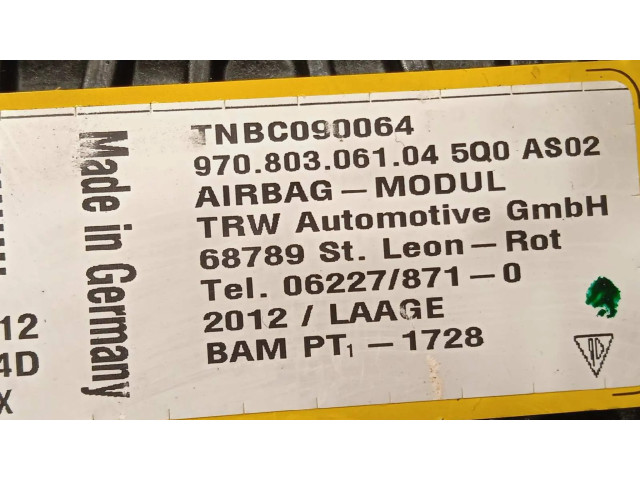 TNBC090064
970.803.061.04 5Q0 AS02
AIRBAG – MODUL
TRW Automotive GmbH
68789 St. Leon – Rot
Tel. 06227/871 – 0
2012 / LAAGE
BAM PT₁ – 1728
Made in Germany
12
4D
X